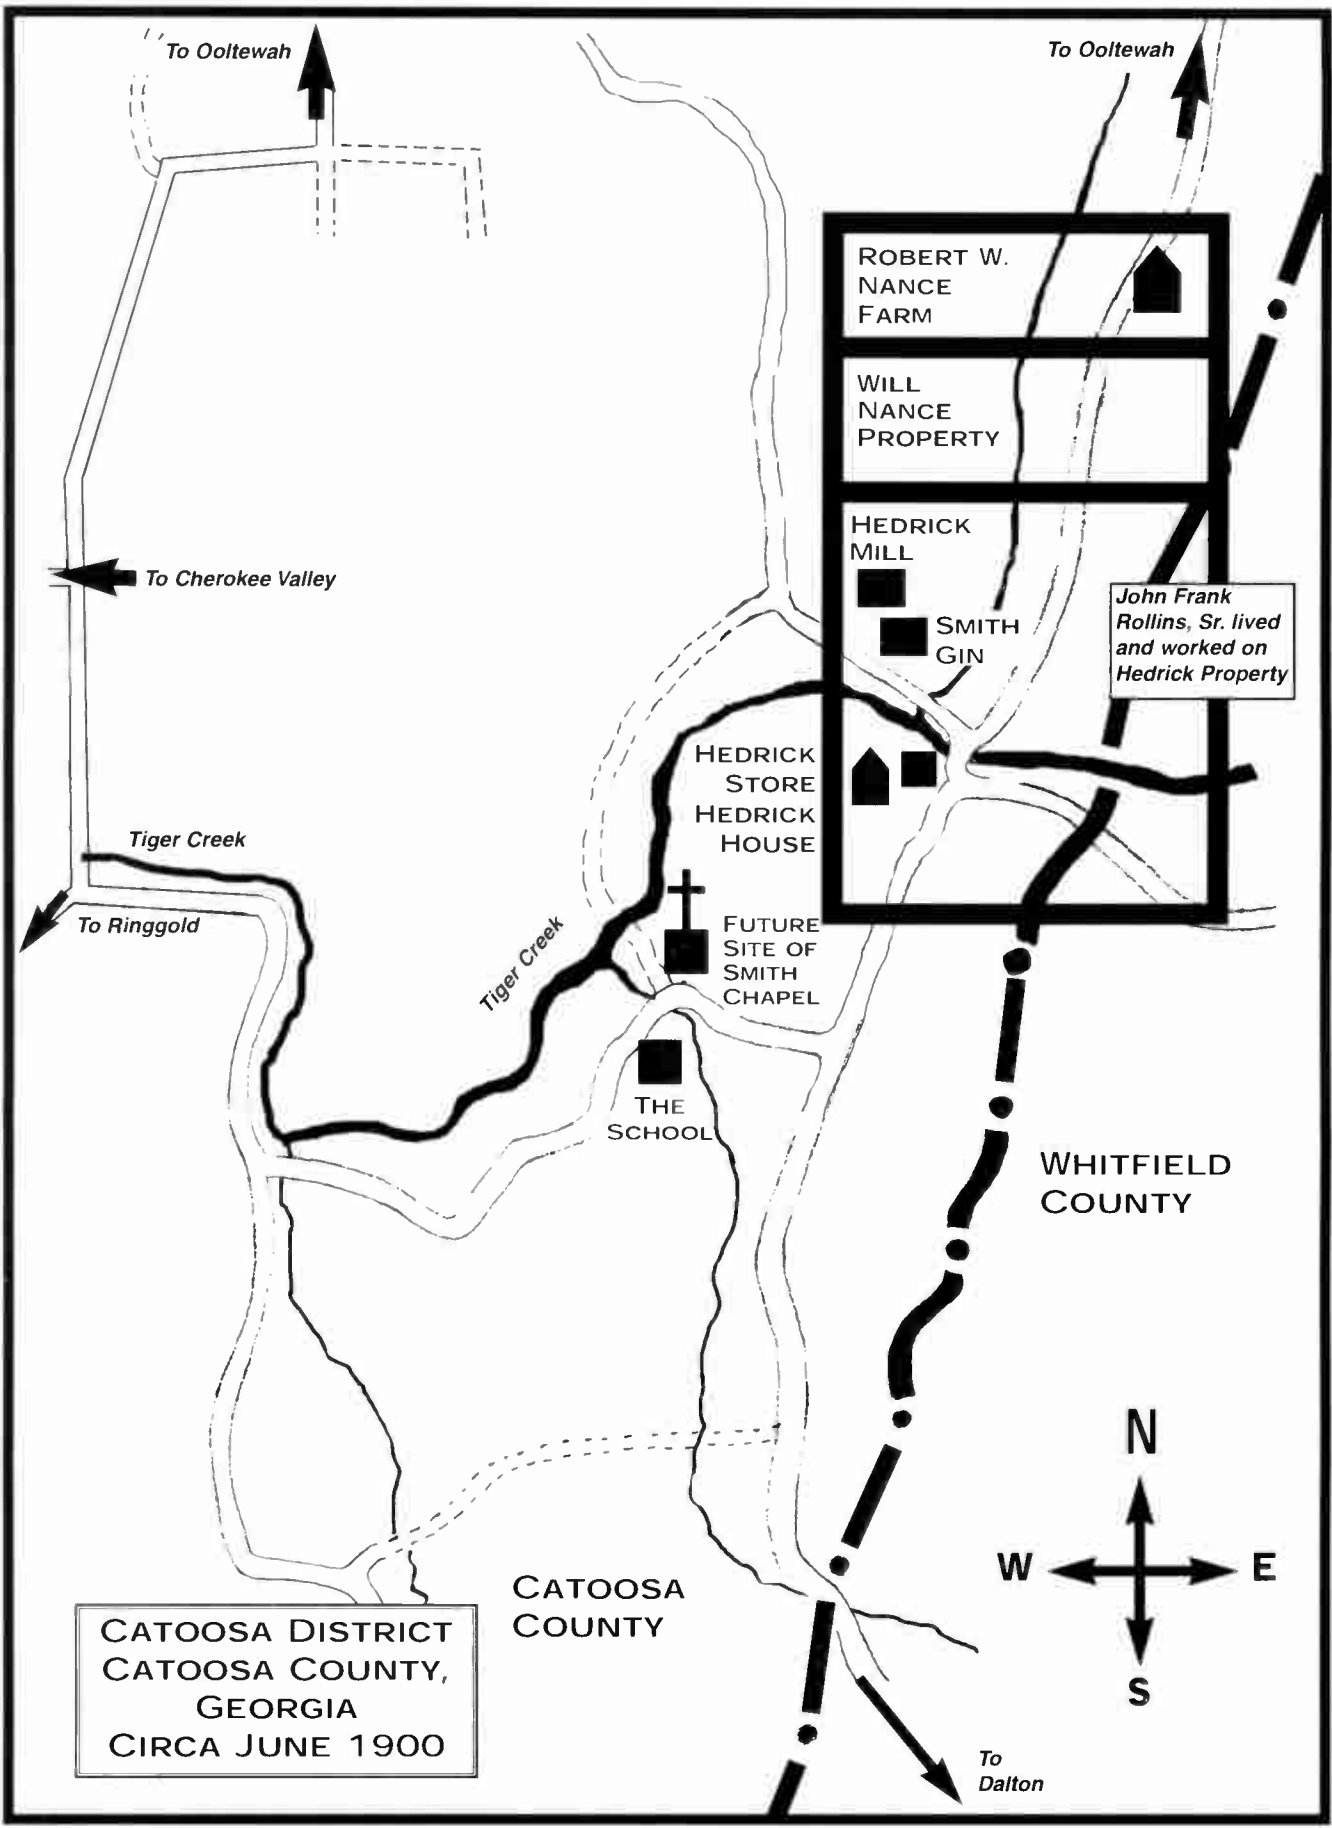 To Ooltewah
To Ooltewah
ROBERT W.
NANCE
FARM
WILL
NANCE
PROPERTY
HEDRICK
MILL
To Cherokee Valley
SMITH
GIN
John Frank
Rollins, Sr. lived
and worked on
Hedrick Property
HEDRICK
STORE
HEDRICK
HOUSE
Tiger Creek
To Ringgold
Tiger Creek
FUTURE
SITE OF
SMITH
CHAPEL
THE
SCHOOL
WHITFIELD
COUNTY
N
W
E
S
CATOOSA
COUNTY
CATOOSA DISTRICT
CATOOSA COUNTY,
GEORGIA
CIRCA JUNE 1900
To
Dalton